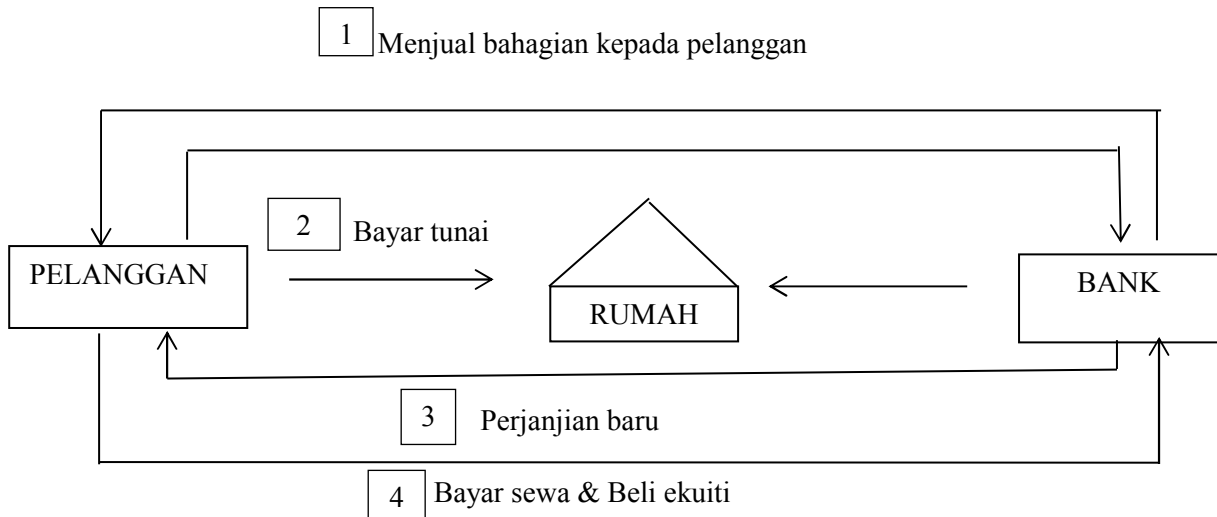 1 Menjual bahagian kepada pelanggan
2 Bayar tunai
PELANGGAN
BANK
RUMAH
3 Perjanjian baru
4 Bayar sewa & Beli ekuiti